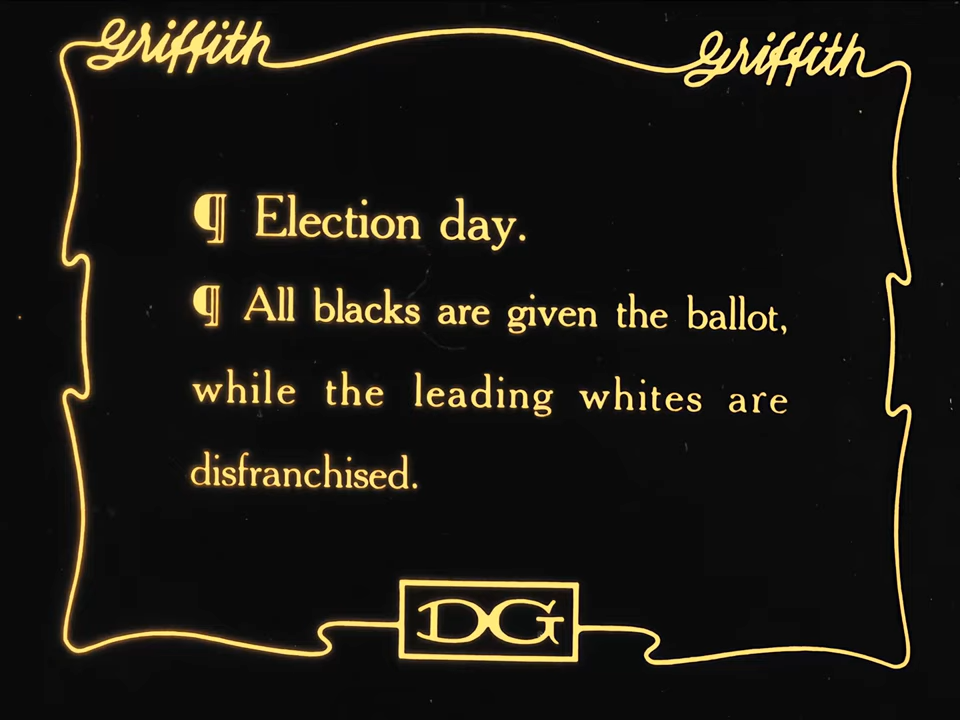 Griffith Griffith
¶ Election day.
¶ All blacks are given the ballot,
while the leading whites are
disfranchised.
DG